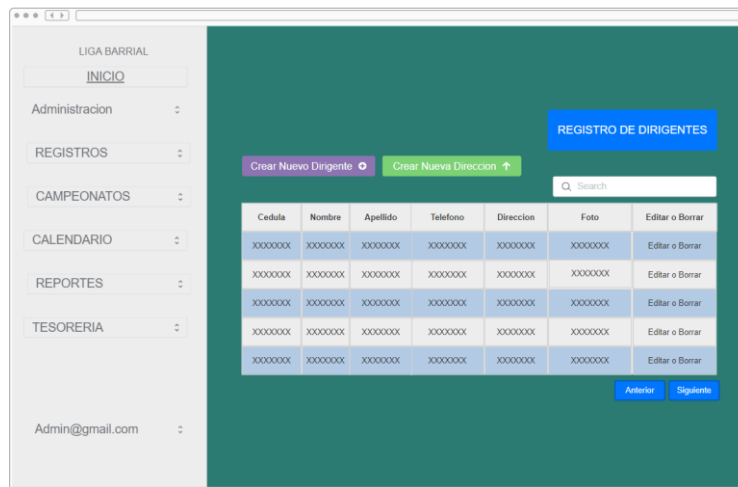 LIGA BARRIAL
INICIO
Administracion
REGISTROS
CAMPEONATOS
CALENDARIO
REPORTES
TESORERIA
Admin@gmail.com
REGISTRO DE DIRIGENTES
Crear Nuevo Dirigente
Crear Nueva Direccion
Search
Cedula Nombre Apellido Telefono Direccion Foto Editar o Borrar
XXXXXXX XXXXXXX XXXXXXX XXXXXXX XXXXXXX XXXXXXX Editar o Borrar
XXXXXXX XXXXXXX XXXXXXX XXXXXXX XXXXXXX XXXXXXX Editar o Borrar
XXXXXXX XXXXXXX XXXXXXX XXXXXXX XXXXXXX XXXXXXX Editar o Borrar
XXXXXXX XXXXXXX XXXXXXX XXXXXXX XXXXXXX XXXXXXX Editar o Borrar
XXXXXXX XXXXXXX XXXXXXX XXXXXXX XXXXXXX XXXXXXX Editar o Borrar
Anterior Siguiente